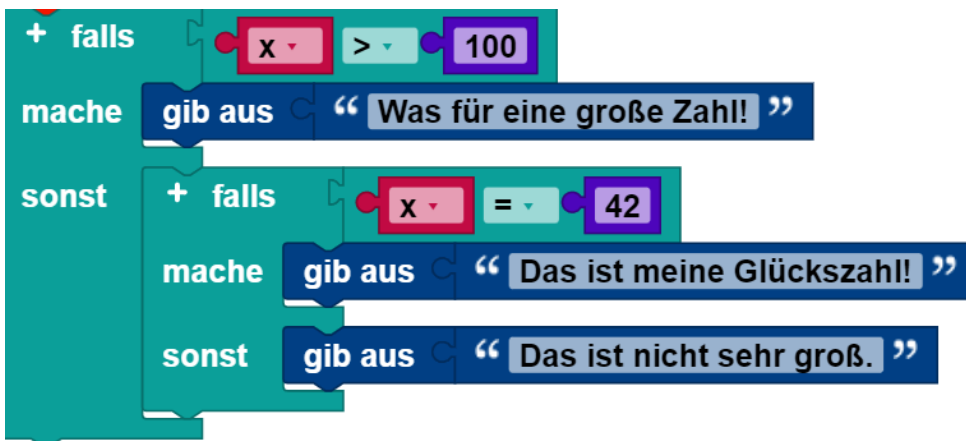 + falls x > 100
mache gib aus “ Was für eine große Zahl! ”
sonst + falls x = 42
mache gib aus “ Das ist meine Glückszahl! ”
sonst gib aus “ Das ist nicht sehr groß. ”